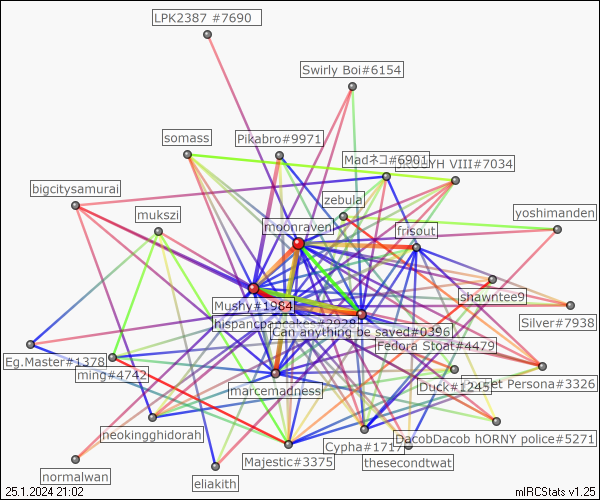 LPK2387 #7690
Swirly Boi#6154
somass
Pikabro#9971
Madネコ#6901
YH VIII#7034
bigcitysamurai
zebula
mukszi
yoshimanden
moonraven
frisout
shawntee9
Mushy#1984
Silver#7938
Can anything be saved#0396
Fedora Stoat#4479
Eg.Master#1378
ming#4742
marcemadness
Duck#1245
et Persona#3326
neokingghidorah
DacobDacob hORNY police#5271
Cypha#1717
Majestic#3375
thesecondtwat
normalwan
eliakith
25.1.2024 21:02
mIRCStats v1.25